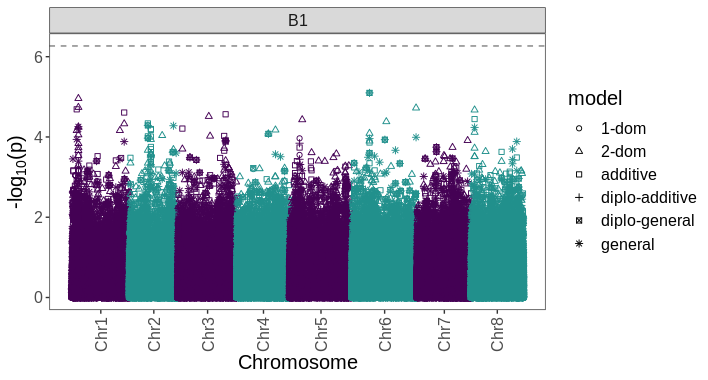 B1
6
4
2
0
-log10(p)
Chr1
Chr2
Chr3
Chr4
Chr5
Chr6
Chr7
Chr8
Chromosome
model
1-dom
2-dom
additive
diplo-additive
diplo-general
general